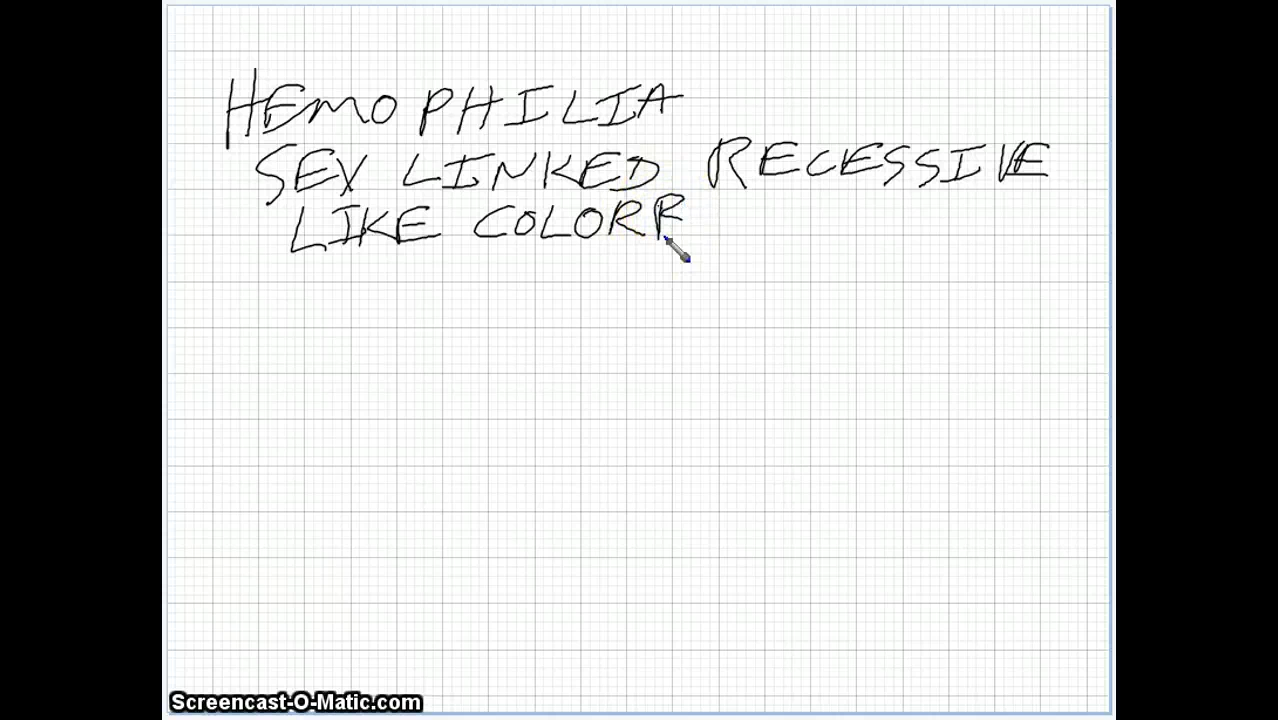 HEMOPHILIA
SEX LINKED RECESSIVE
LIKE COLORR
Screencast-O-Matic.com